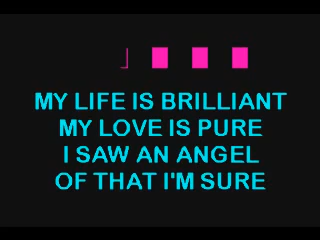 MY LIFE IS BRILLIANT
MY LOVE IS PURE
I SAW AN ANGEL
OF THAT I'M SURE